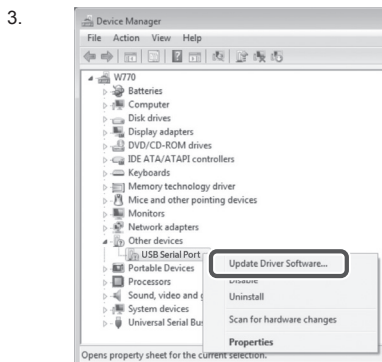 3.
Device Manager
File Action View Help
W770
Batteries
Computer
Disk drives
Display adapters
DVD/CD-ROM drives
IDE ATA/ATAPI controllers
Keyboards
Memory technology driver
Mice and other pointing devices
Monitors
Network adapters
Other devices
USB Serial Port
Portable Devices
Processors
Sound, video and
System devices
Universal Serial
Update Driver Software...
Disable
Uninstall
Scan for hardware changes
Properties
Opens property sheet for the current selection.